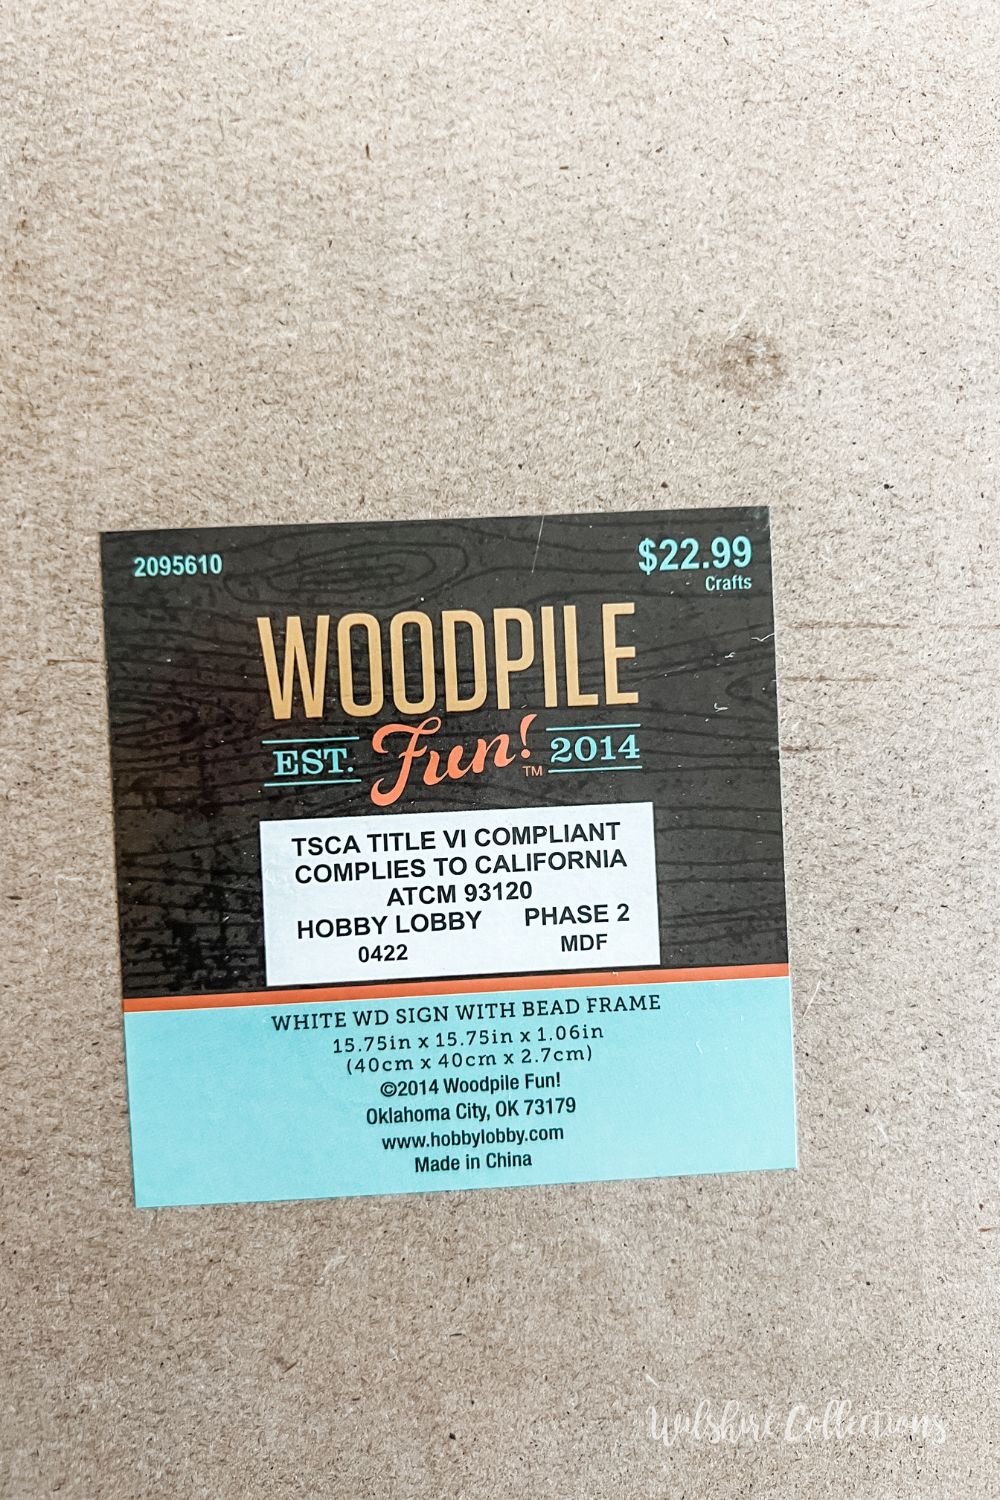 2095610
$22.99
Crafts
WOODPILE
EST. Fun!™ 2014
TSCA TITLE VI COMPLIANT
COMPLIES TO CALIFORNIA
ATCM 93120
HOBBY LOBBY PHASE 2
0422 MDF
WHITE WD SIGN WITH BEAD FRAME
15.75in x 15.75in x 1.06in
(40cm x 40cm x 2.7cm)
©2014 Woodpile Fun!
Oklahoma City, OK 73179
www.hobbylobby.com
Made in China
Wilshire Collections